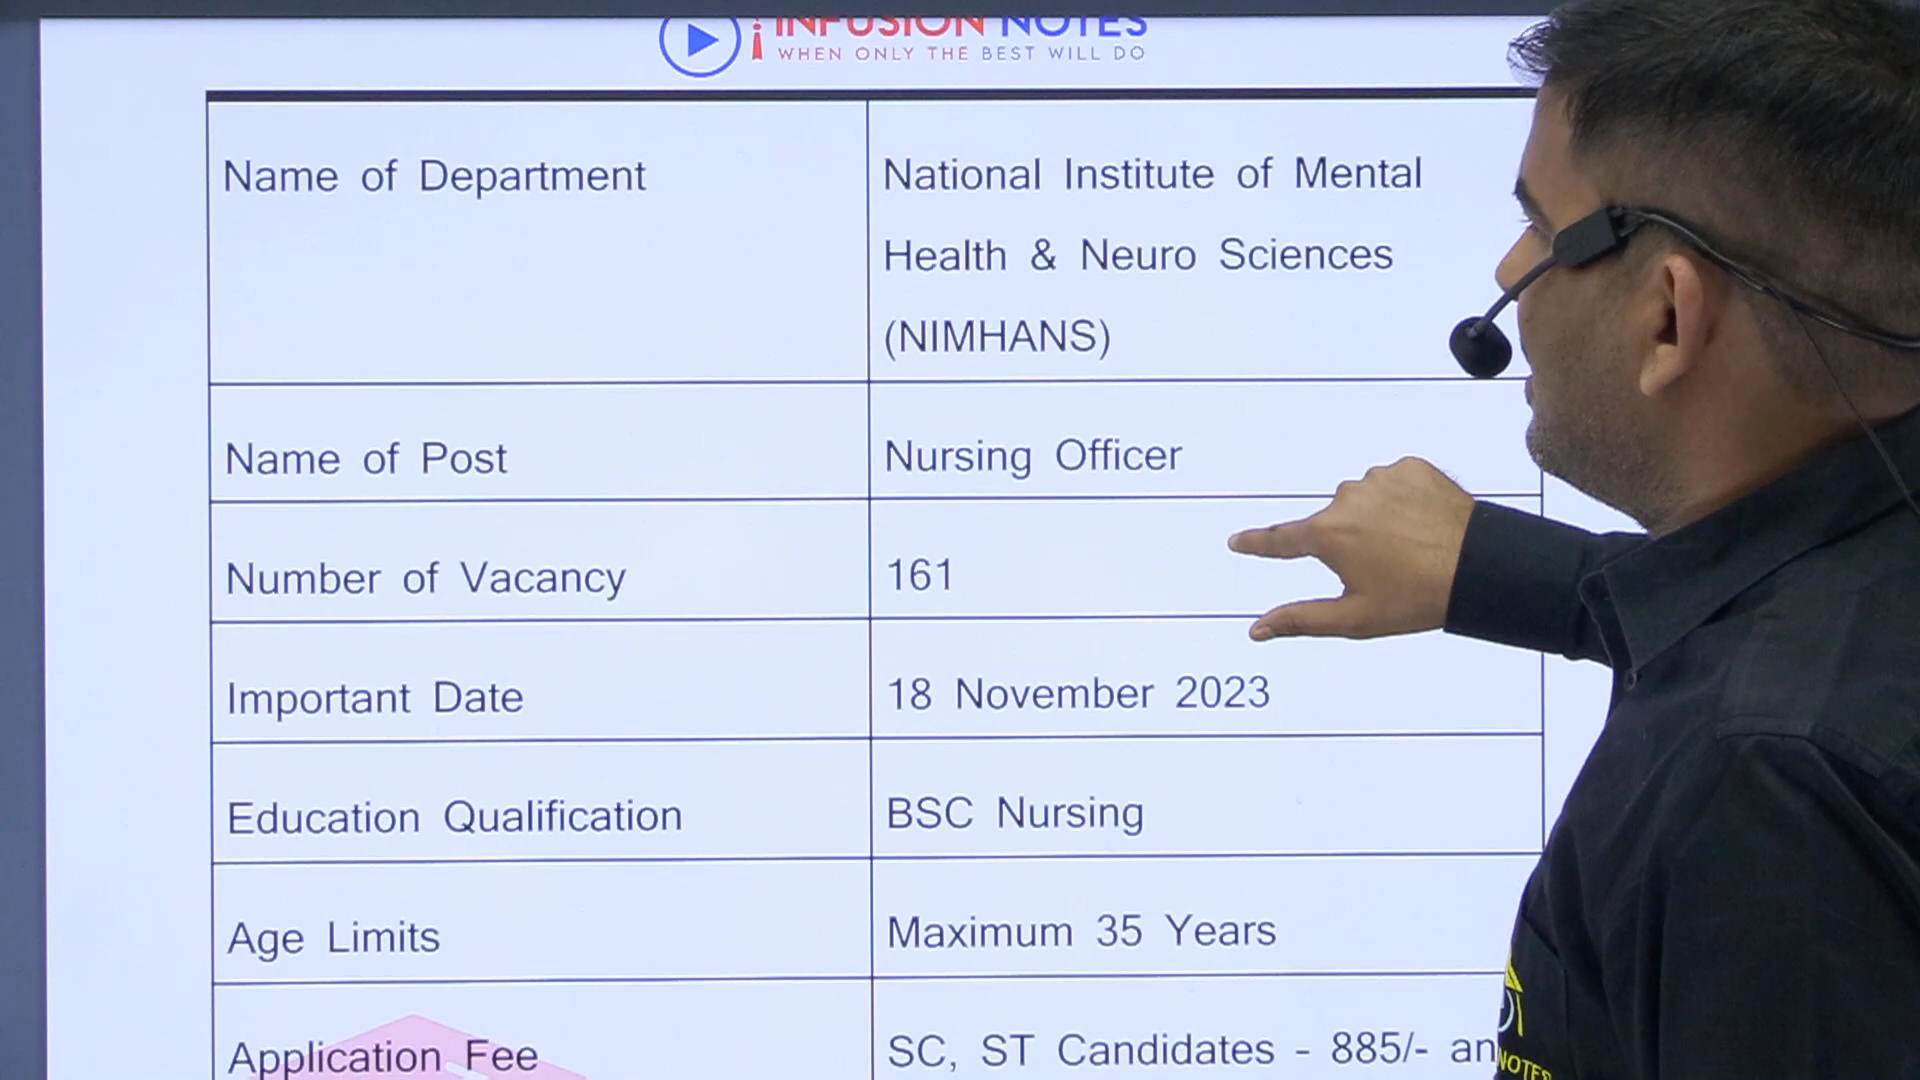 INFUSION NOTES
WHEN ONLY THE BEST WILL DO
Name of Department
National Institute of Mental
Health & Neuro Sciences
(NIMHANS)
Name of Post
Nursing Officer
Number of Vacancy
161
Important Date
18 November 2023
Education Qualification
BSC Nursing
Age Limits
Maximum 35 Years
Application Fee
SC, ST Candidates - 885/- an
NOTES